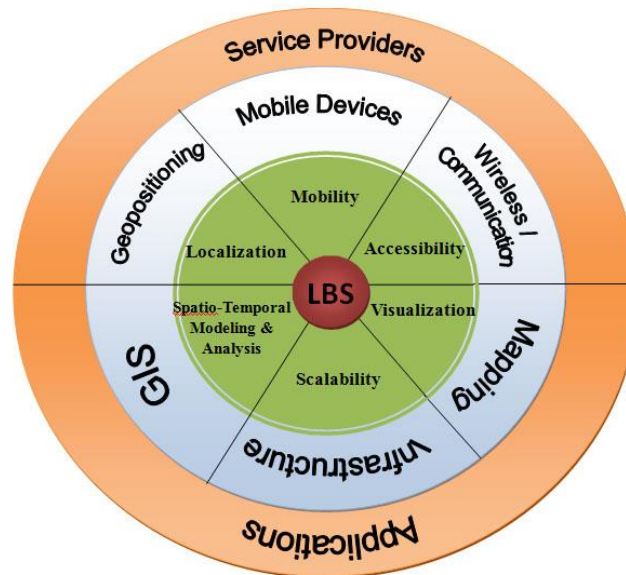 Service Providers
Mobile Devices
Geopositioning
Wireless /
Communication
Mobility
Localization
Accessibility
LBS
Spatio-Temporal
Modeling &
Analysis
Visualization
Scalability
GIS
Infrastructure
Mapping
Applications